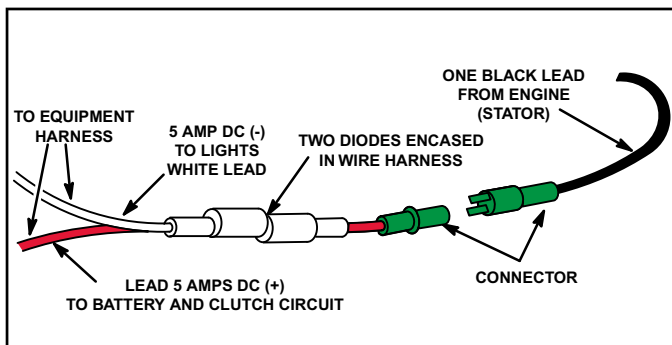 TO EQUIPMENT
HARNESS
5 AMP DC (-)
TO LIGHTS
WHITE LEAD
TWO DIODES ENCASED
IN WIRE HARNESS
ONE BLACK LEAD
FROM ENGINE
(STATOR)
LEAD 5 AMPS DC (+)
TO BATTERY AND CLUTCH CIRCUIT
CONNECTOR